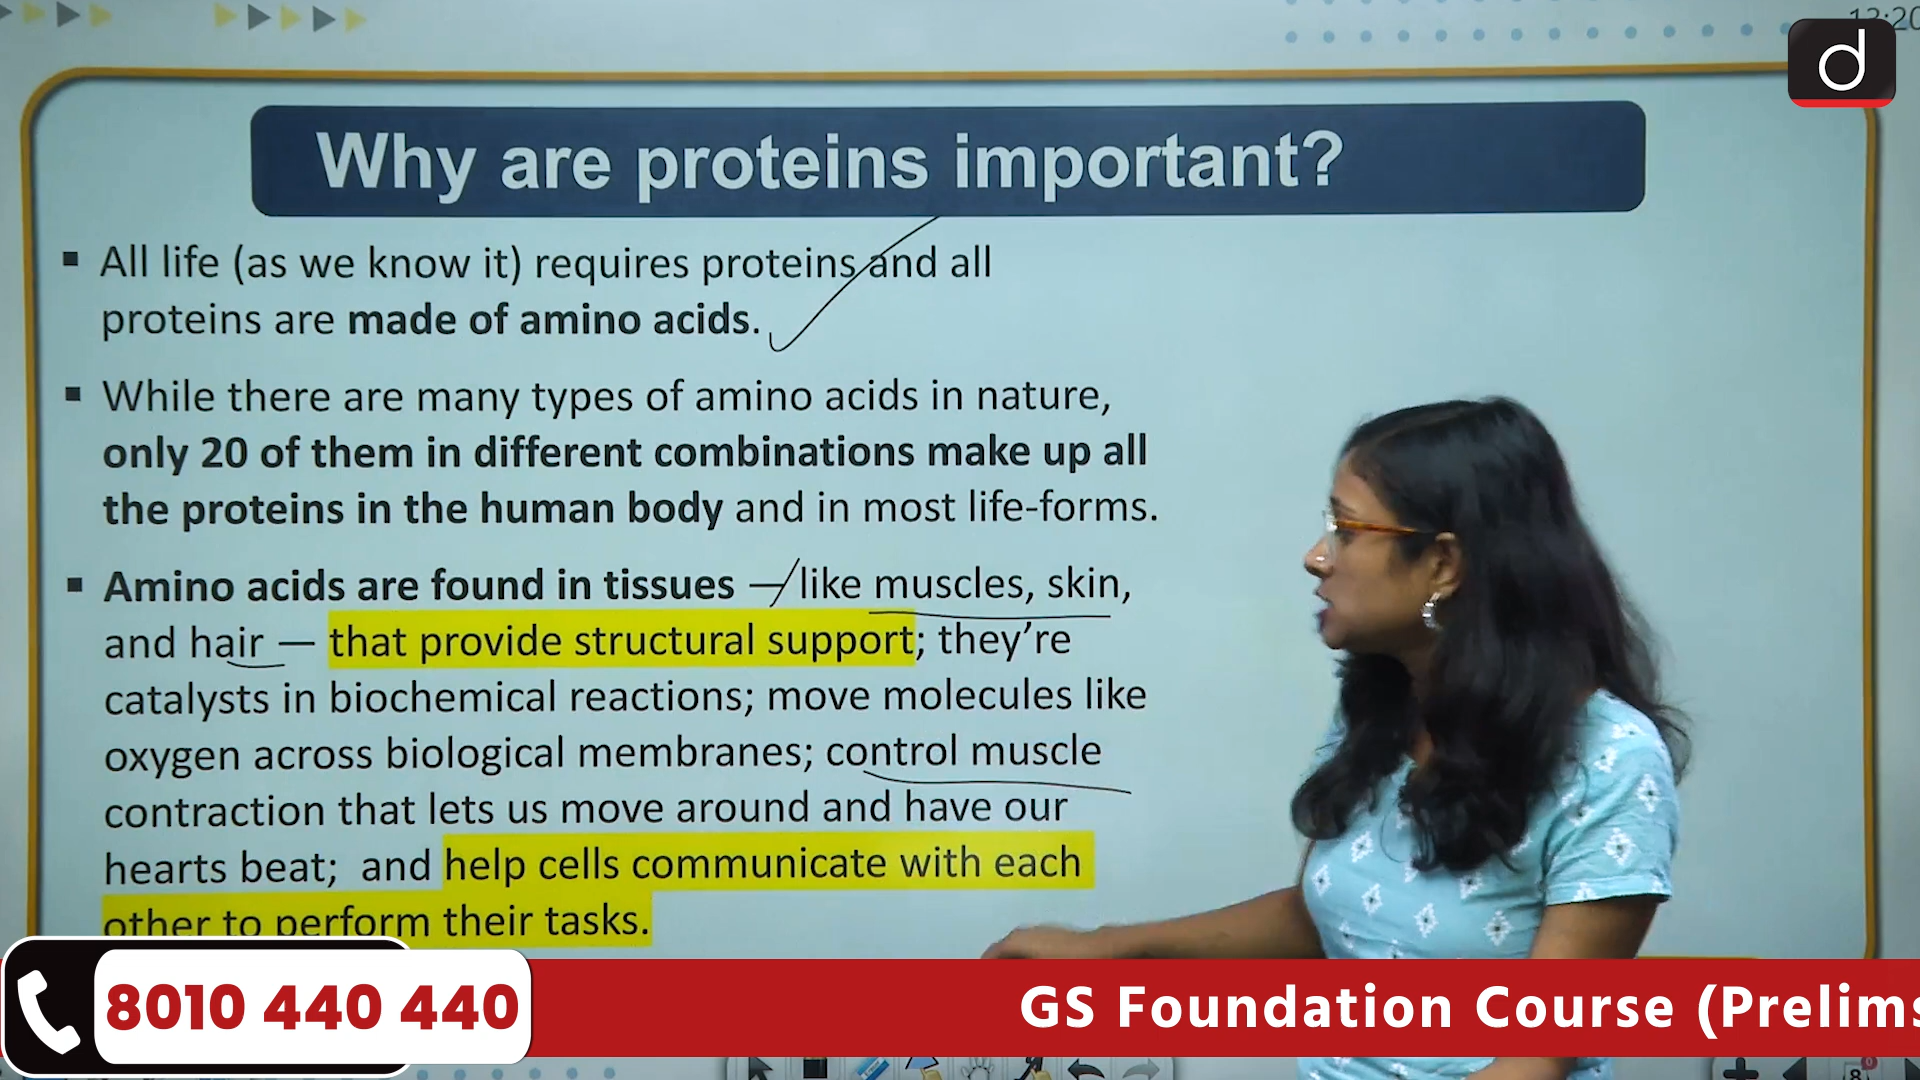 12:20
d
Why are proteins important?
▪ All life (as we know it) requires proteins and all
proteins are made of amino acids.
▪ While there are many types of amino acids in nature,
only 20 of them in different combinations make up all
the proteins in the human body and in most life-forms.
▪ Amino acids are found in tissues — like muscles, skin,
and hair — that provide structural support; they’re
catalysts in biochemical reactions; move molecules like
oxygen across biological membranes; control muscle
contraction that lets us move around and have our
hearts beat; and help cells communicate with each
other to perform their tasks.
8010 440 440
GS Foundation Course (Prelims
8